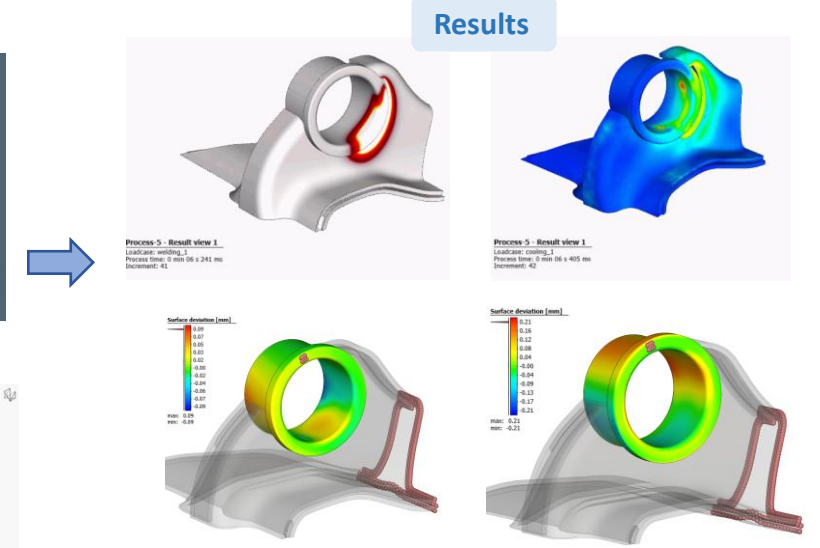 Results
Process-5 - Result view 1
Loadcase: welding_1
Process time: 0 min 06 s 241 ms
Increment: 41
Process-5 - Result view 1
Loadcase: cooling_1
Process time: 0 min 06 s 405 ms
Increment: 42
Surface deviation [mm]
0.09
0.07
0.05
0.03
0.02
-0.00
-0.02
-0.04
-0.06
-0.07
-0.09
max: 0.09
min: -0.09
Surface deviation [mm]
0.21
0.16
0.12
0.08
0.04
-0.00
-0.04
-0.09
-0.13
-0.17
-0.21
max: 0.21
min: -0.21